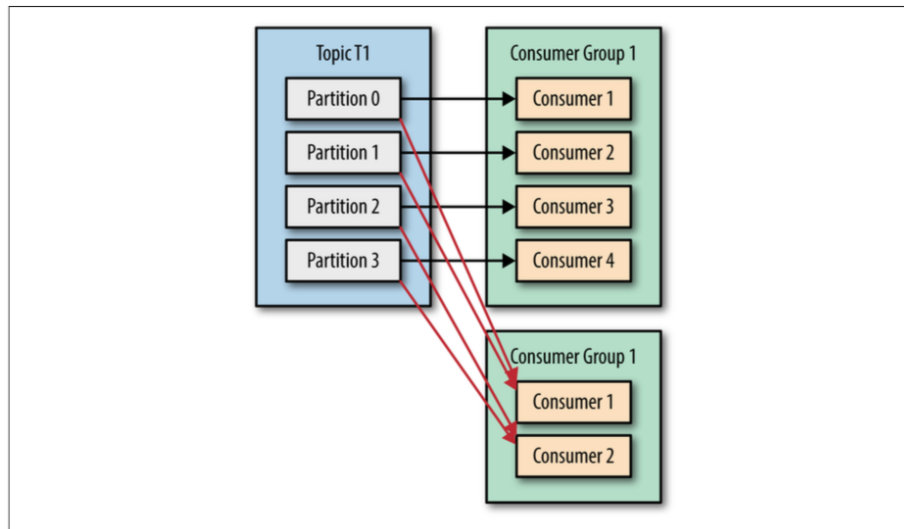 Topic T1
Partition 0
Partition 1
Partition 2
Partition 3
Consumer Group 1
Consumer 1
Consumer 2
Consumer 3
Consumer 4
Consumer Group 1
Consumer 1
Consumer 2